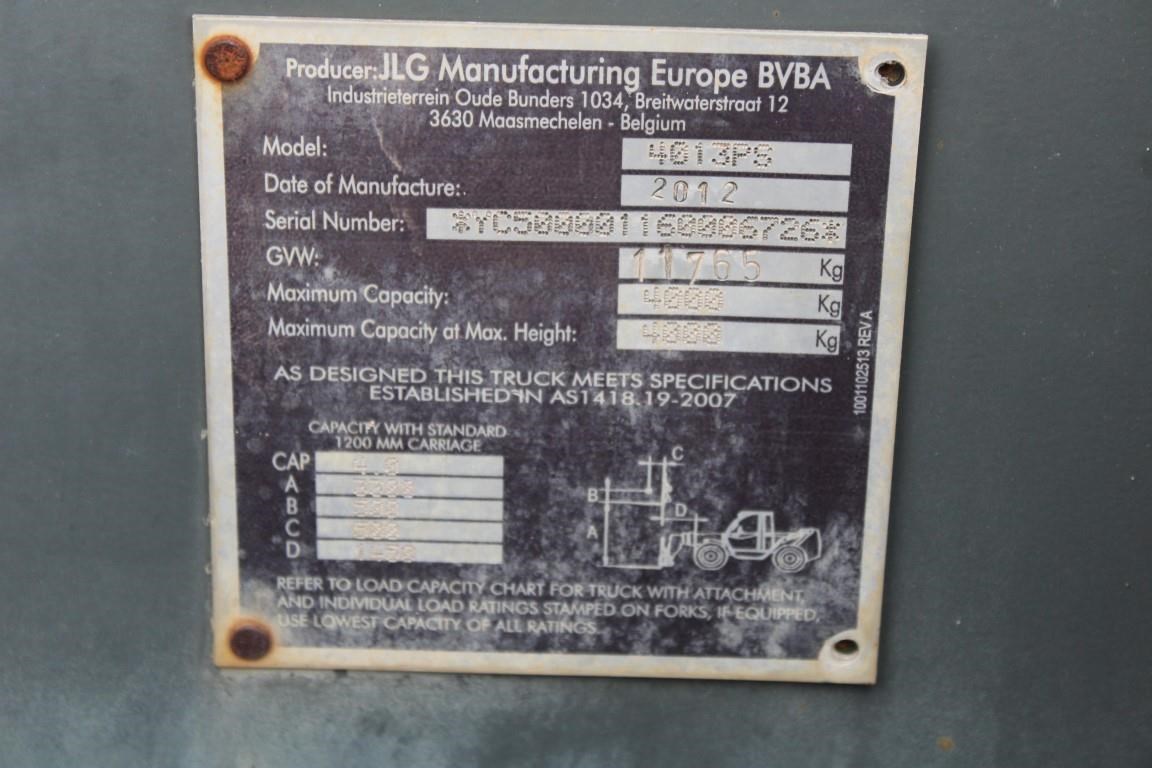 Producer: JLG Manufacturing Europe BVBA
Industrieterrein Oude Bunders 1034, Breitwaterstraat 12
3630 Maasmechelen - Belgium
Model: 4013PS
Date of Manufacture: 2012
Serial Number: *YC500001160006726*
GVW: 11765 Kg
Maximum Capacity: 4000 Kg
Maximum Capacity at Max. Height: 4000 Kg
1001102513 REV A
AS DESIGNED THIS TRUCK MEETS SPECIFICATIONS
ESTABLISHED IN AS1418.19-2007
CAPACITY WITH STANDARD
1200 MM CARRIAGE
CAP 4.0
A
B
C 600
D
C
B
D
A
REFER TO LOAD CAPACITY CHART FOR TRUCK WITH ATTACHMENT,
AND INDIVIDUAL LOAD RATINGS STAMPED ON FORKS, IF EQUIPPED,
USE LOWEST CAPACITY OF ALL RATINGS.